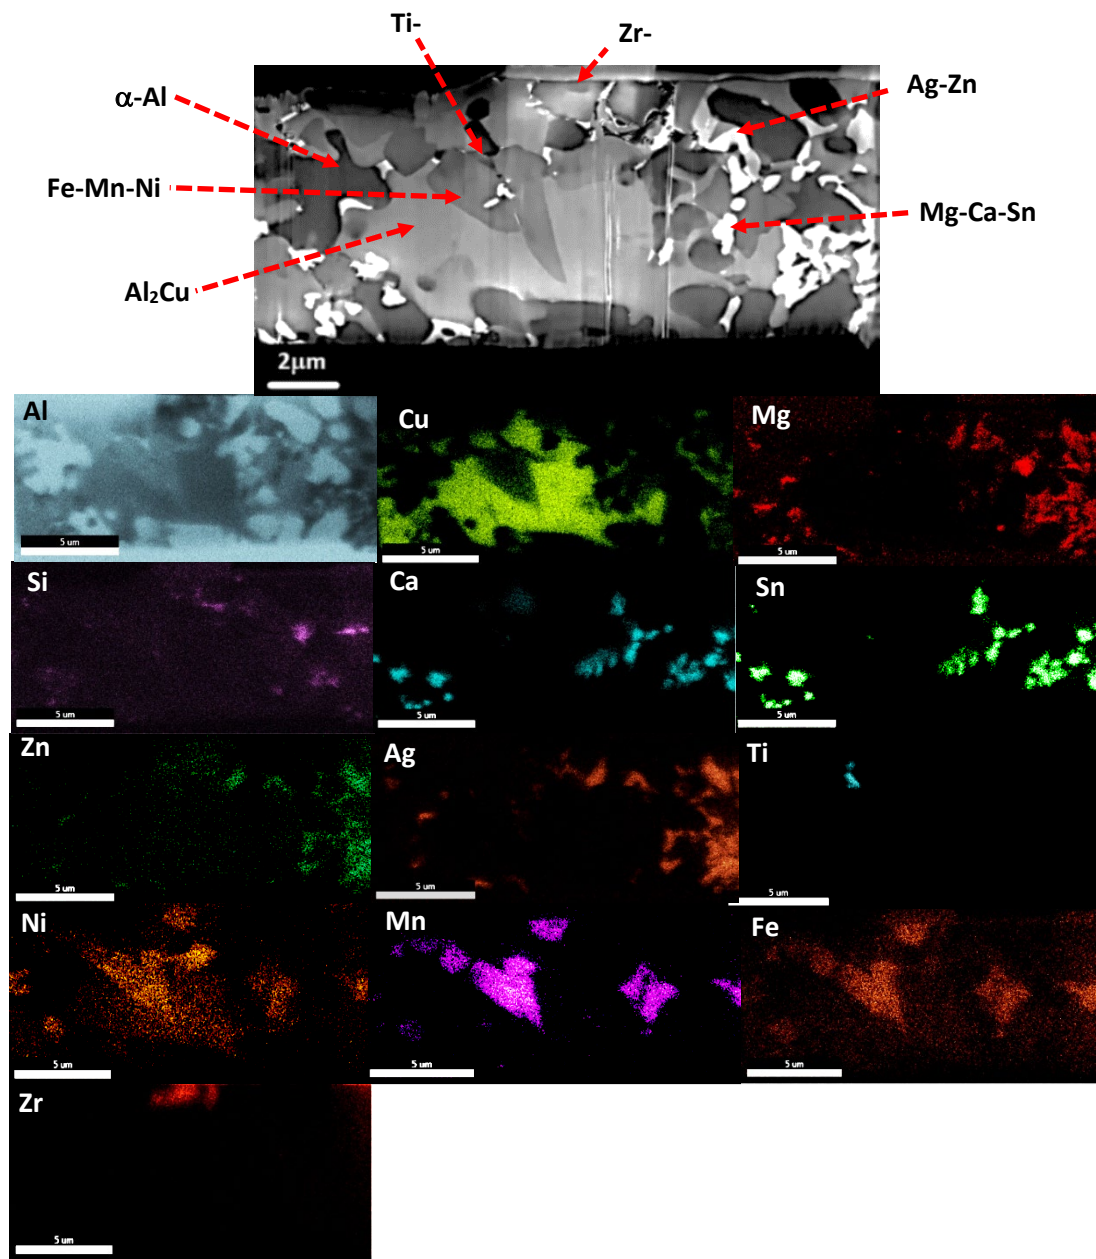 Ti-
Zr-
α-Al
Ag-Zn
Fe-Mn-Ni
Mg-Ca-Sn
Al₂Cu
2μm
Al
5 um
Cu
5 um
Mg
5 um
Si
5 um
Ca
5 um
Sn
5 um
Zn
5 um
Ag
5 um
Ti
5 um
Ni
5 um
Mn
5 um
Fe
5 um
Zr
5 um